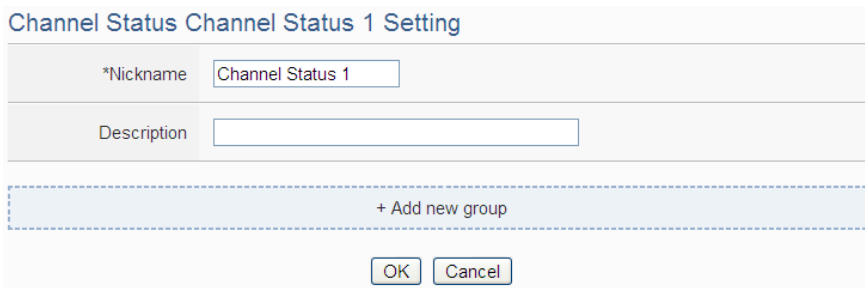 Channel Status Channel Status 1 Setting
*Nickname Channel Status 1
Description
+ Add new group
OK Cancel